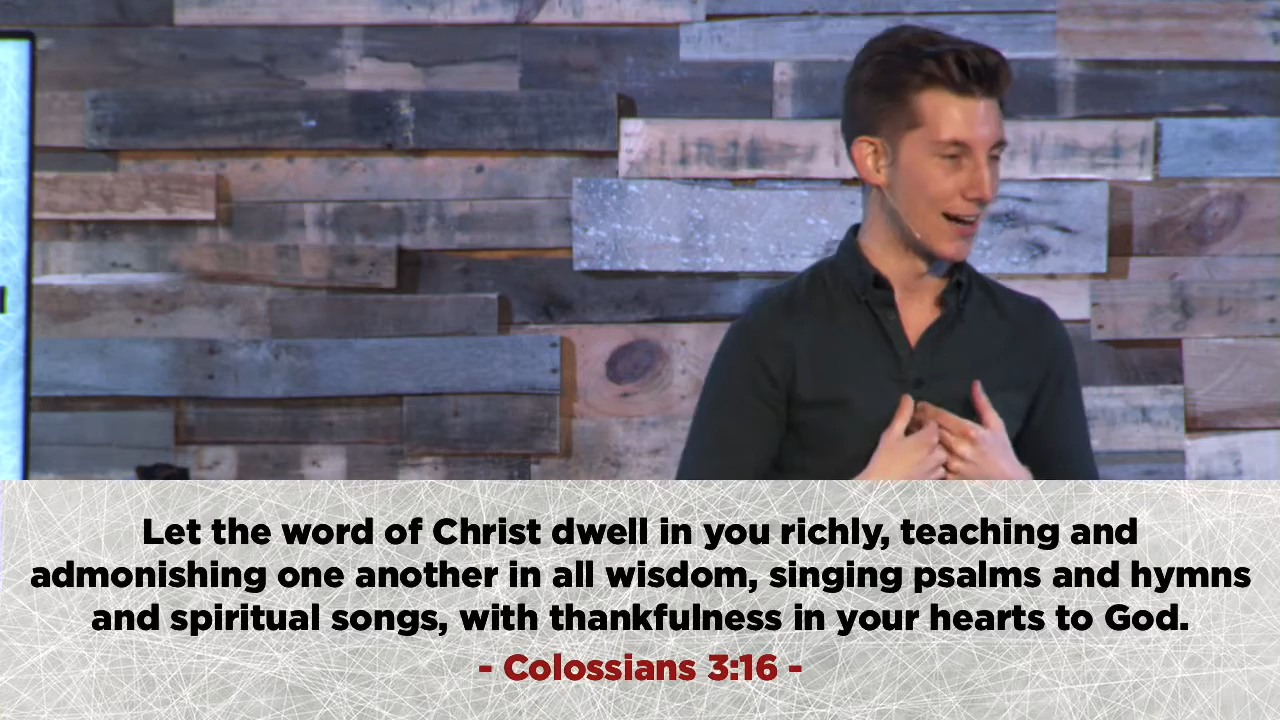 Let the word of Christ dwell in you richly, teaching and
admonishing one another in all wisdom, singing psalms and hymns
and spiritual songs, with thankfulness in your hearts to God.
- Colossians 3:16 -